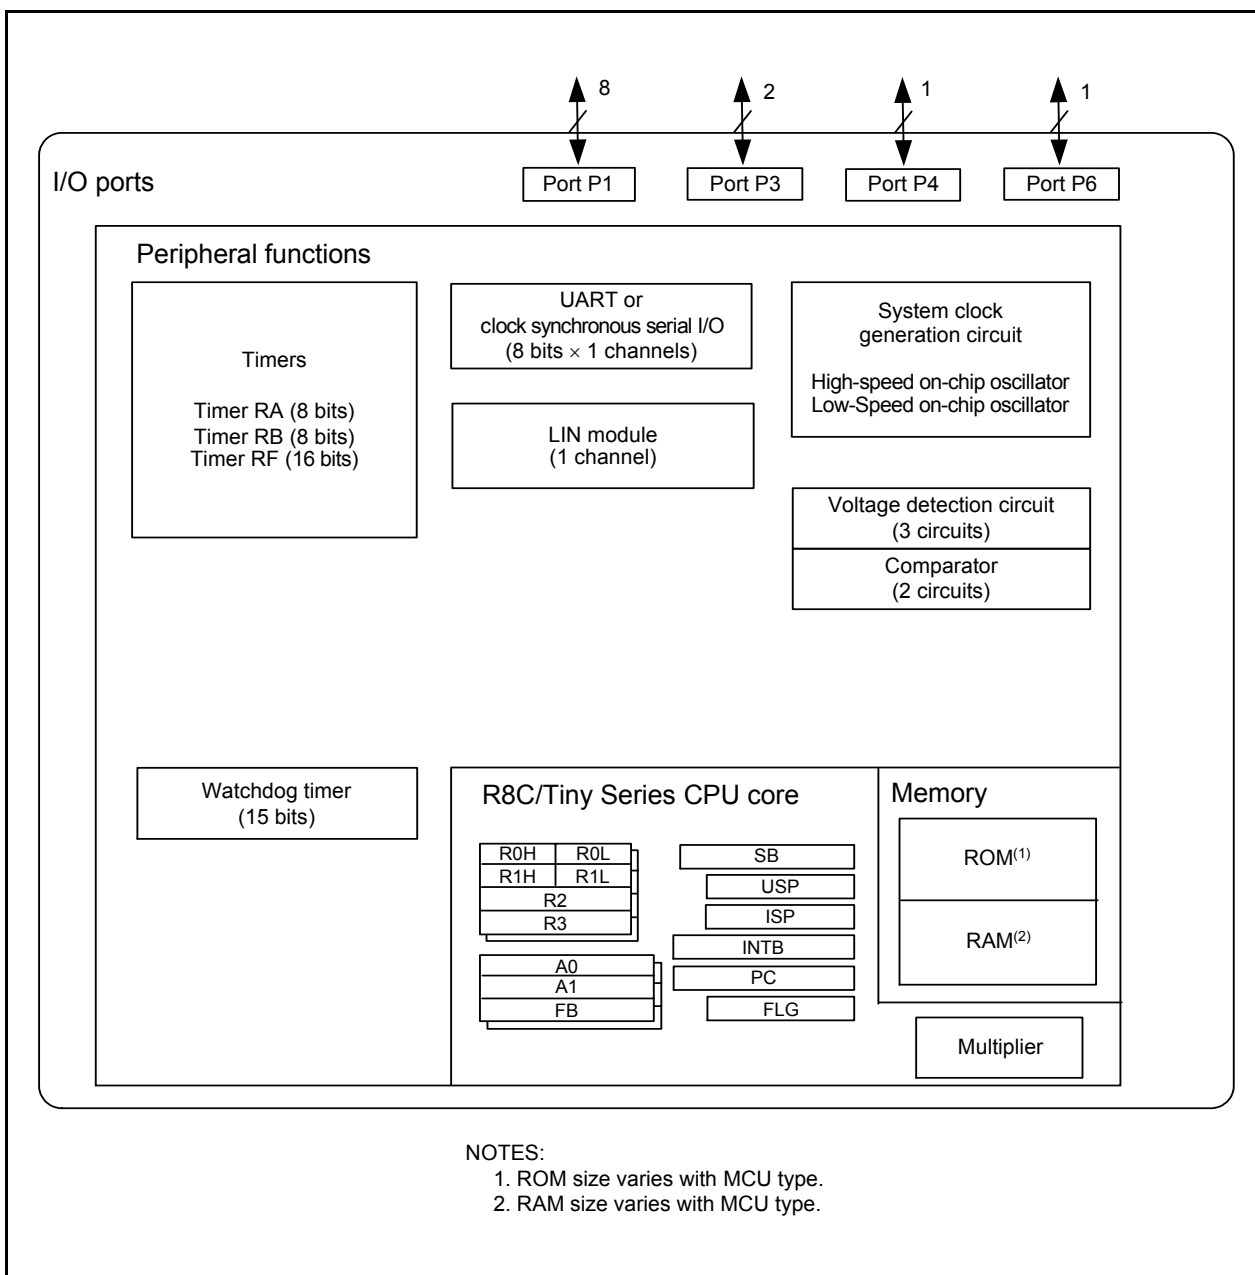 8
2
1
1
I/O ports
Port P1
Port P3
Port P4
Port P6
Peripheral functions
Timers
Timer RA (8 bits)
Timer RB (8 bits)
Timer RF (16 bits)
UART or
clock synchronous serial I/O
(8 bits × 1 channels)
LIN module
(1 channel)
System clock
generation circuit
High-speed on-chip oscillator
Low-Speed on-chip oscillator
Voltage detection circuit
(3 circuits)
Comparator
(2 circuits)
Watchdog timer
(15 bits)
R8C/Tiny Series CPU core
R0H R0L
R1H R1L
R2
R3
A0
A1
FB
SB
USP
ISP
INTB
PC
FLG
Memory
ROM(1)
RAM(2)
Multiplier
NOTES:
1. ROM size varies with MCU type.
2. RAM size varies with MCU type.